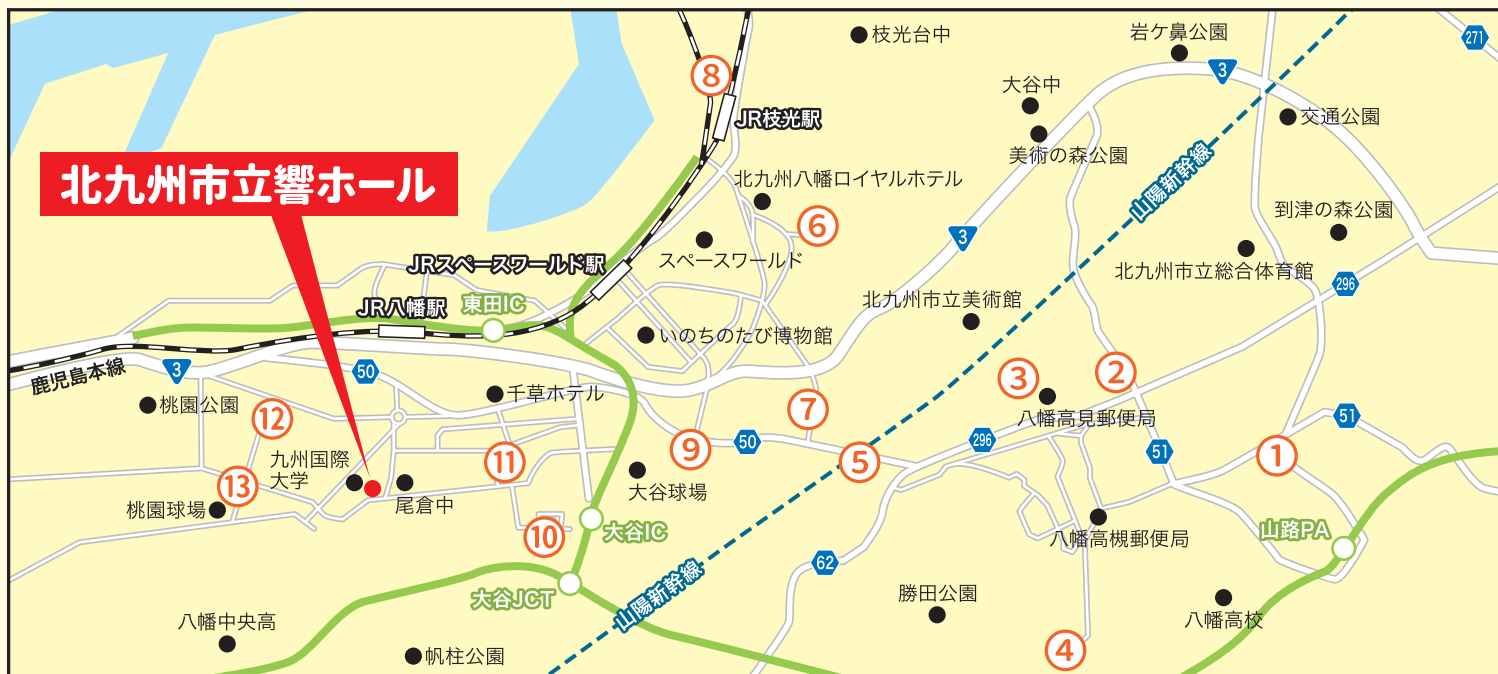 枝光台中
岩ケ鼻公園
271
3
⑧
大谷中
JR枝光駅
美術の森公園
交通公園
山陽新幹線
北九州市立響ホール
北九州八幡ロイヤルホテル
⑥
到津の森公園
3
スペースワールド
北九州市立総合体育館
JRスペースワールド駅
296
JR八幡駅
東田IC
北九州市立美術館
いのちのたび博物館
鹿児島本線
3
50
③
②
千草ホテル
桃園公園
⑫
⑦
八幡高見郵便局
51
⑨
50
296
51
①
⑤
⑪
九州国際
大学
⑬
尾倉中
大谷球場
桃園球場
⑩
大谷IC
八幡高槻郵便局
山路PA
62
大谷JCT
山陽新幹線
勝田公園
八幡高校
八幡中央高
帆柱公園
④